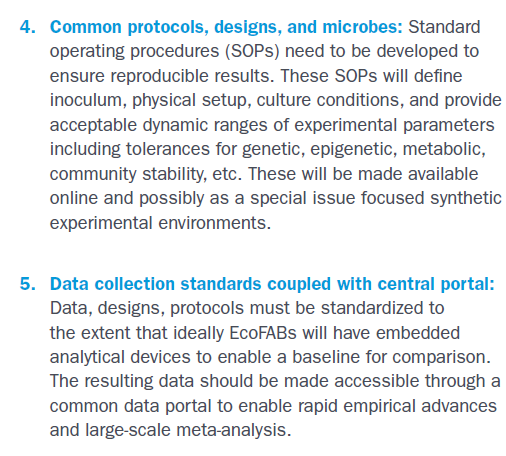 4. Common protocols, designs, and microbes: Standard
operating procedures (SOPs) need to be developed to
ensure reproducible results. These SOPs will define
inoculum, physical setup, culture conditions, and provide
acceptable dynamic ranges of experimental parameters
including tolerances for genetic, epigenetic, metabolic,
community stability, etc. These will be made available
online and possibly as a special issue focused synthetic
experimental environments.
5. Data collection standards coupled with central portal:
Data, designs, protocols must be standardized to
the extent that ideally EcoFABs will have embedded
analytical devices to enable a baseline for comparison.
The resulting data should be made accessible through a
common data portal to enable rapid empirical advances
and large-scale meta-analysis.